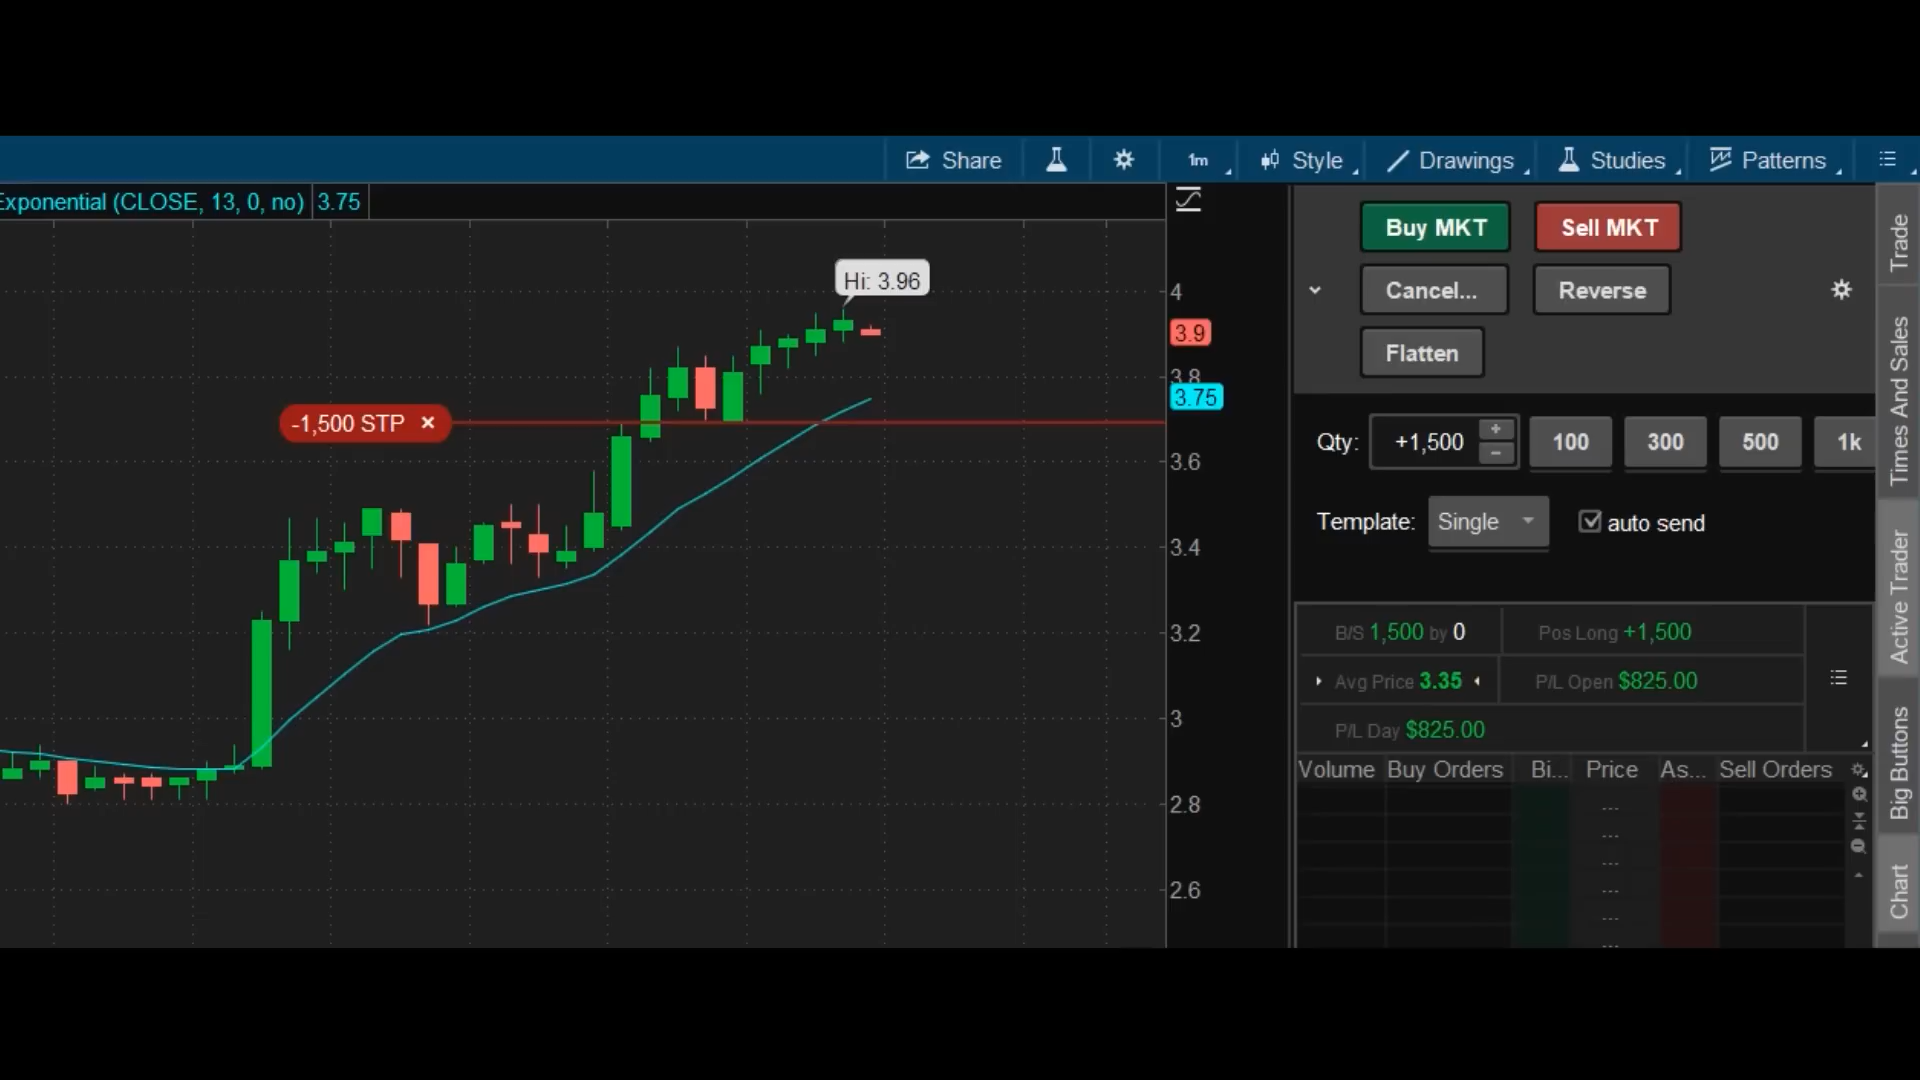 Share
1m
Style
Drawings
Studies
Patterns
Exponential (CLOSE, 13, 0, no) 3.75
Hi: 3.96
-1,500 STP ×
4
3.9
3.8
3.75
3.6
3.4
3.2
3
2.8
2.6
Buy MKT Sell MKT
Cancel... Reverse
Flatten
Qty: +1,500 + - 100 300 500 1k
Template: Single auto send
B/S 1,500 by 0 Pos Long +1,500
Avg Price 3.35 P/L Open $825.00
P/L Day $825.00
Volume Buy Orders Bi... Price As... Sell Orders
---
---
---
---
---
---
Trade
Times And Sales
Active Trader
Big Buttons
Chart